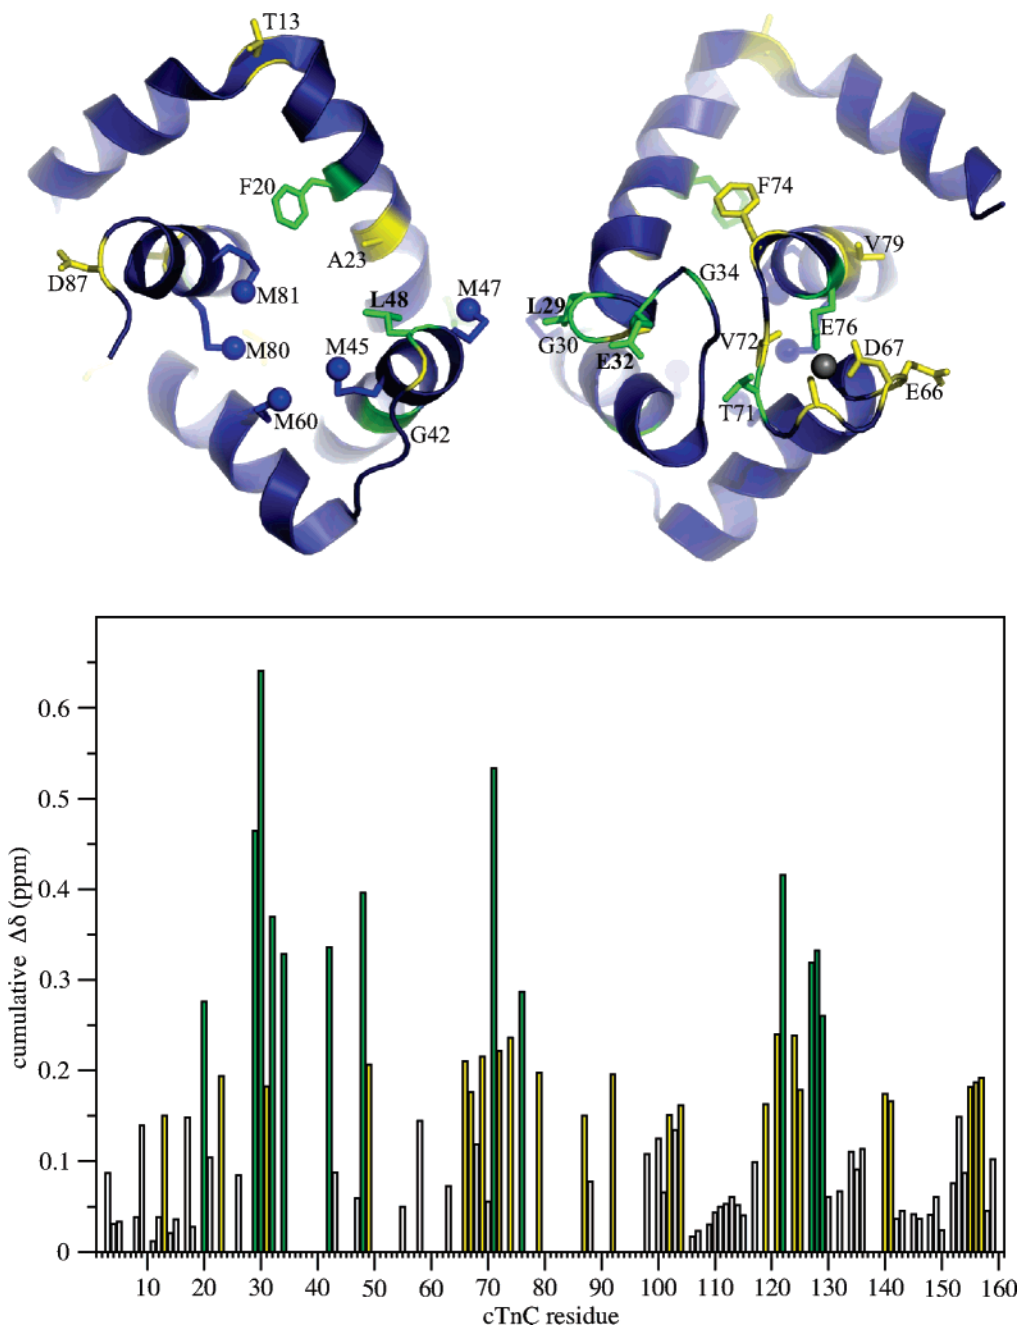 T13
F20
A23
D87
M81
L48
M47
M80
M45
M60
G42
F74
V79
G34
L29
G30
E32
V72
E76
D67
E66
T71
0.6
0.5
0.4
0.3
0.2
0.1
0
cumulative Δδ (ppm)
10 20 30 40 50 60 70 80 90 100 110 120 130 140 150 160
cTnC residue